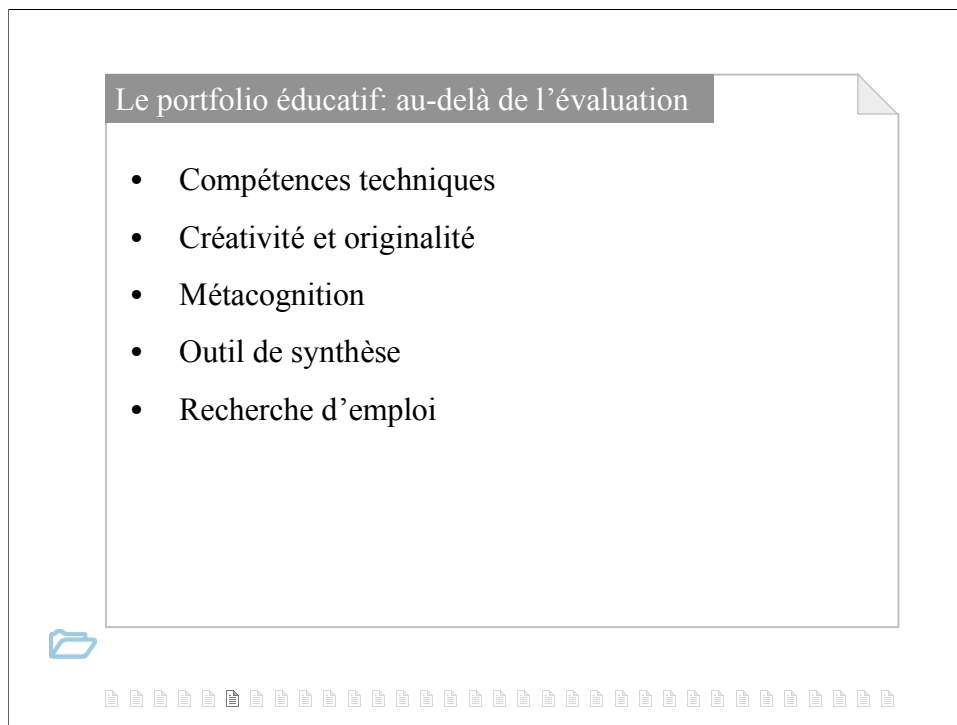 Le portfolio éducatif: au-delà de l’évaluation
• Compétences techniques
• Créativité et originalité
• Métacognition
• Outil de synthèse
• Recherche d’emploi